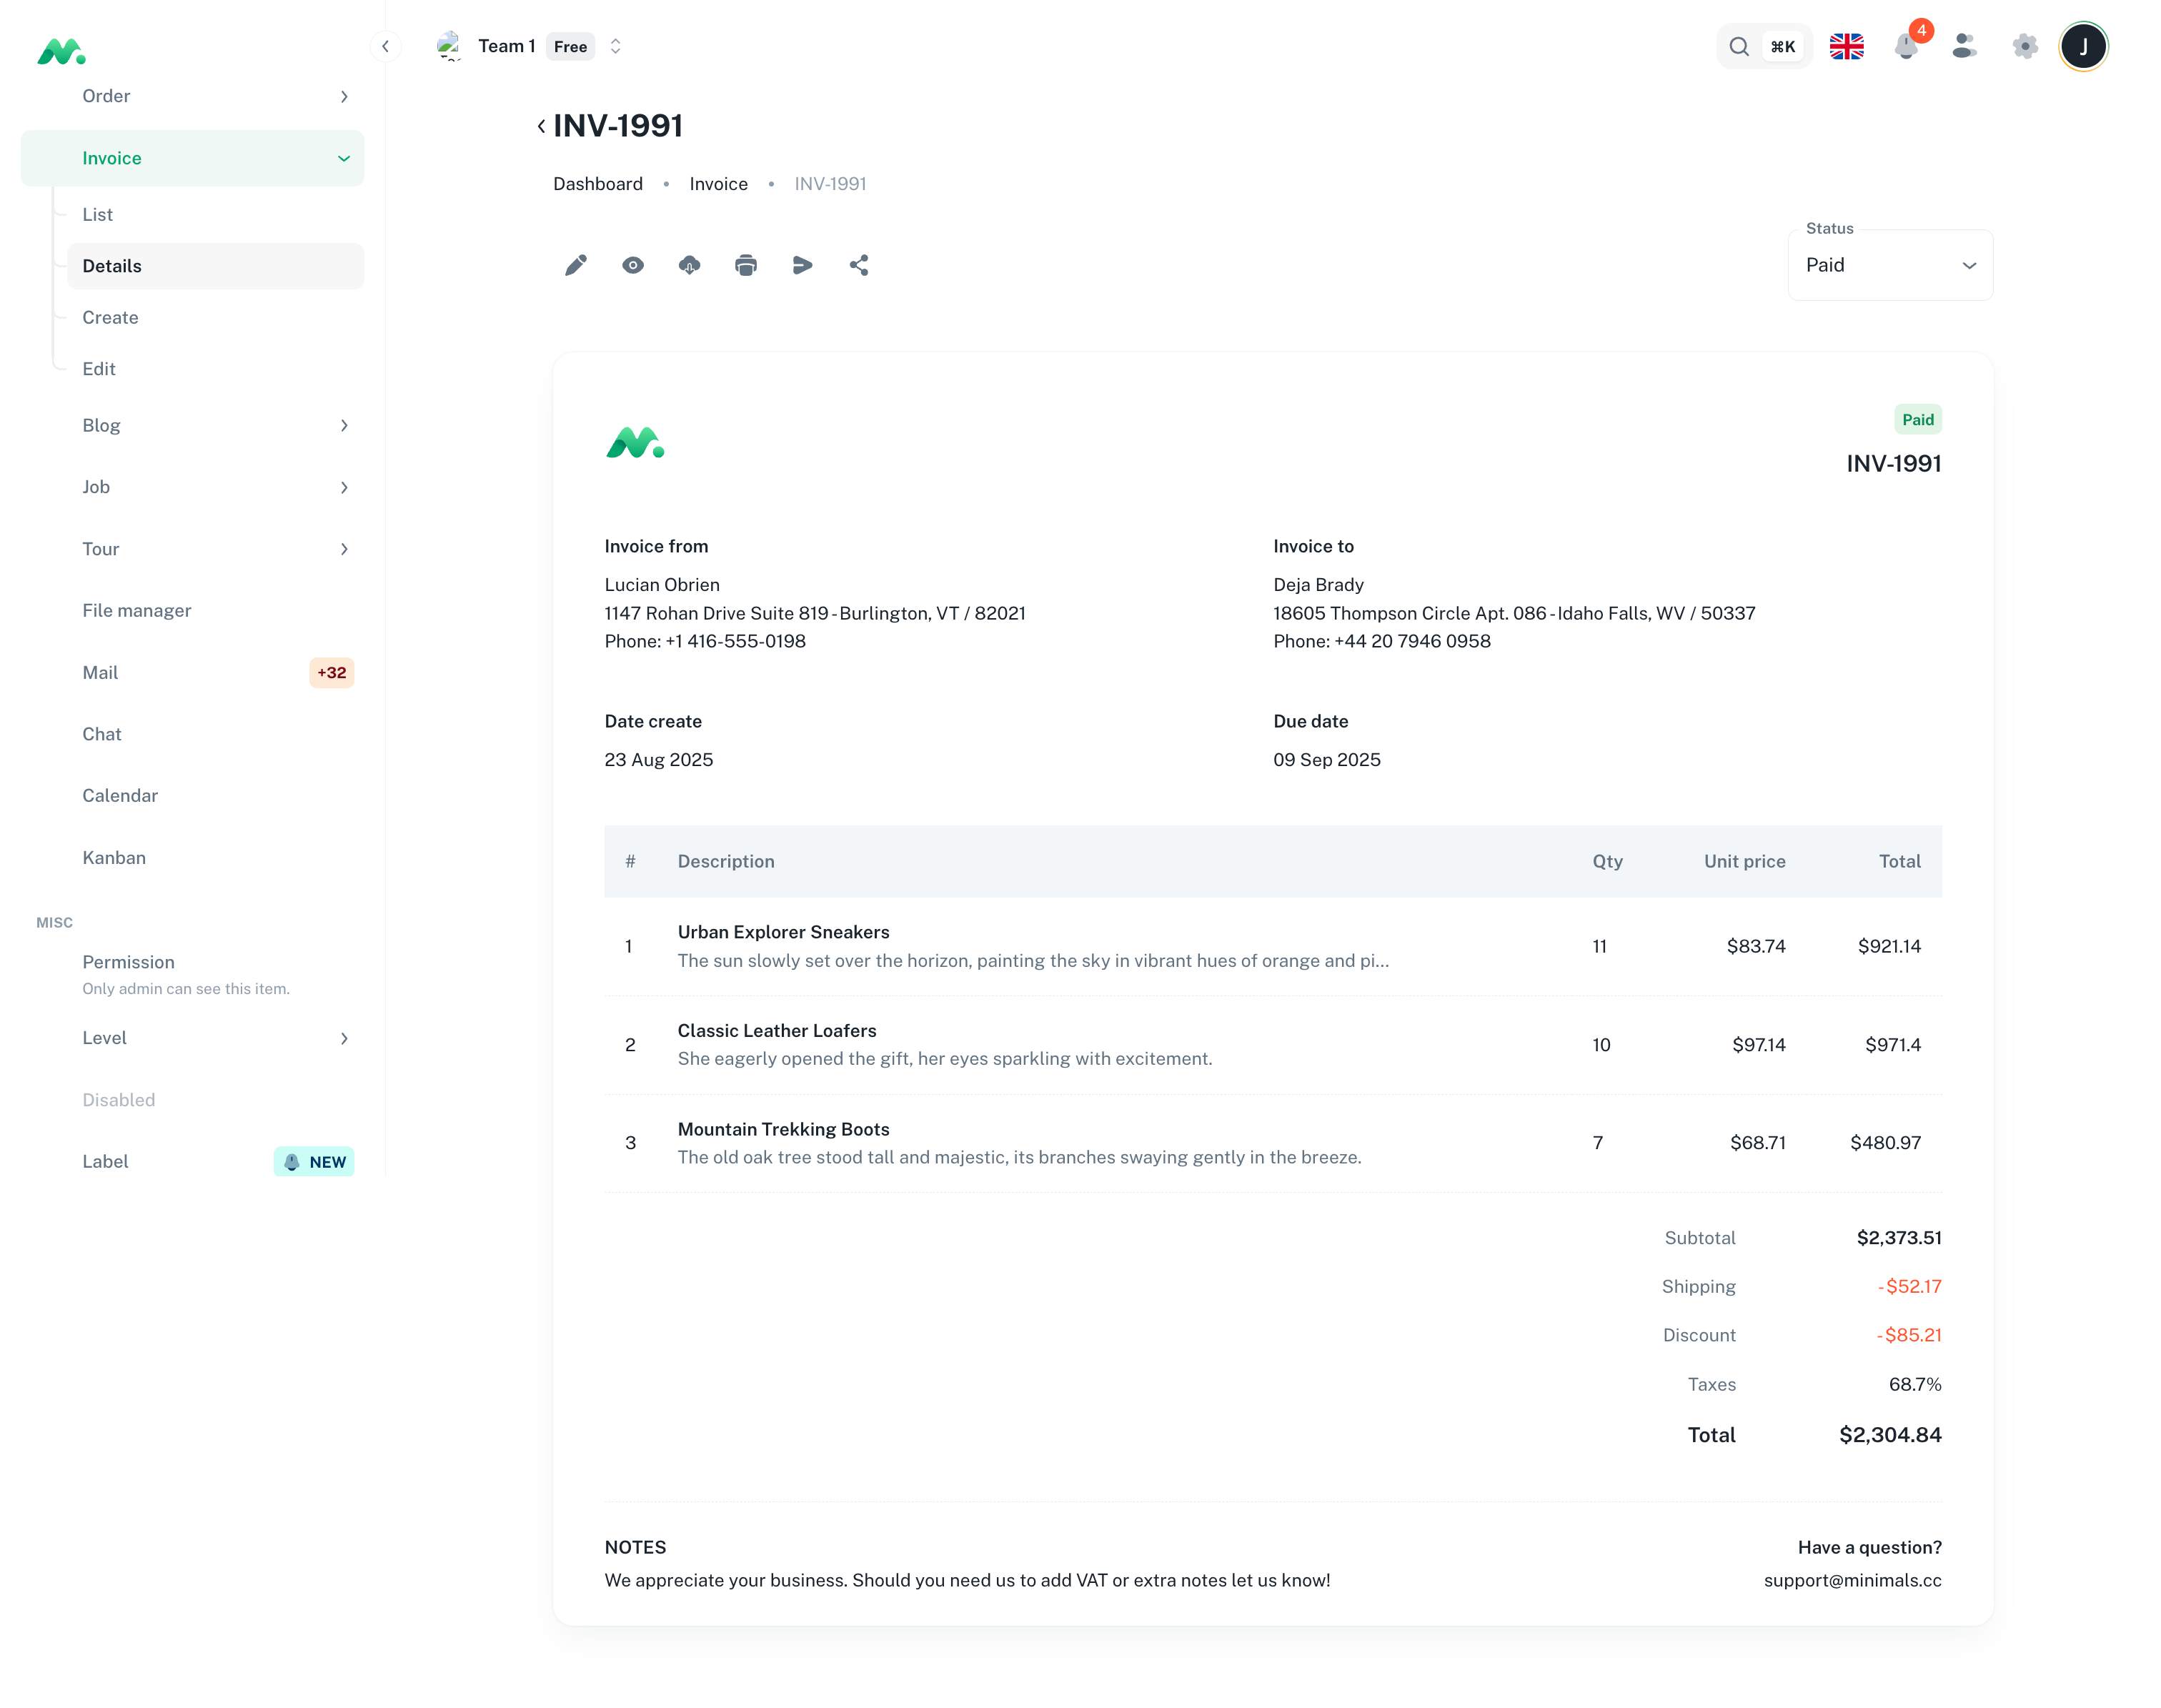 Team 1 Free
⌘K
4
J
Order
Invoice
List
Details
Create
Edit
Blog
Job
Tour
File manager
Mail +32
Chat
Calendar
Kanban
MISC
Permission
Only admin can see this item.
Level
Disabled
Label NEW
INV-1991
Dashboard • Invoice • INV-1991
Status
Paid
Paid
INV-1991
Invoice from
Lucian Obrien
1147 Rohan Drive Suite 819 - Burlington, VT / 82021
Phone: +1 416-555-0198
Invoice to
Deja Brady
18605 Thompson Circle Apt. 086 - Idaho Falls, WV / 50337
Phone: +44 20 7946 0958
Date create
23 Aug 2025
Due date
09 Sep 2025
# Description Qty Unit price Total
1 Urban Explorer Sneakers 11 $83.74 $921.14
The sun slowly set over the horizon, painting the sky in vibrant hues of orange and pi...
2 Classic Leather Loafers 10 $97.14 $971.4
She eagerly opened the gift, her eyes sparkling with excitement.
3 Mountain Trekking Boots 7 $68.71 $480.97
The old oak tree stood tall and majestic, its branches swaying gently in the breeze.
Subtotal $2,373.51
Shipping - $52.17
Discount - $85.21
Taxes 68.7%
Total $2,304.84
NOTES
We appreciate your business. Should you need us to add VAT or extra notes let us know!
Have a question?
support@minimals.cc